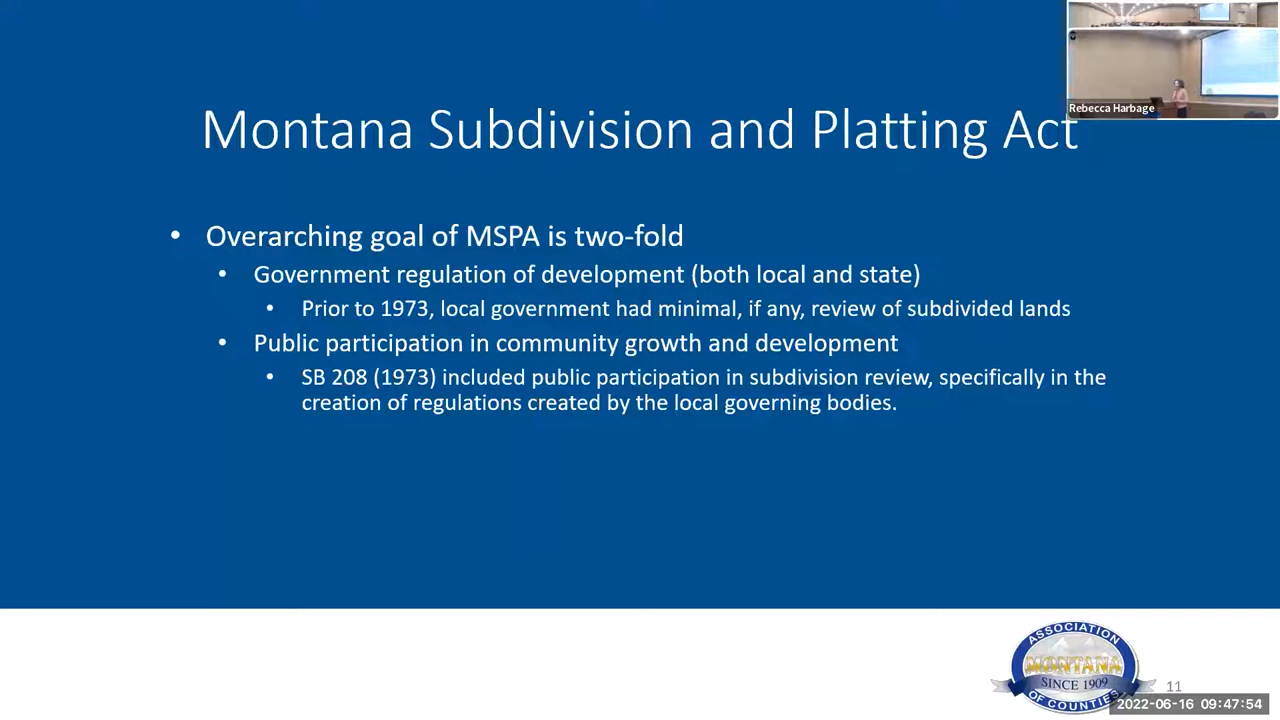 Rebecca Harbage
Montana Subdivision and Platting Act
• Overarching goal of MSPA is two-fold
• Government regulation of development (both local and state)
• Prior to 1973, local government had minimal, if any, review of subdivided lands
• Public participation in community growth and development
• SB 208 (1973) included public participation in subdivision review, specifically in the
creation of regulations created by the local governing bodies.
ASSOCIATION
MONTANA
SINCE 1909
OF COUNTIES
11
2022-06-16 09:47:54